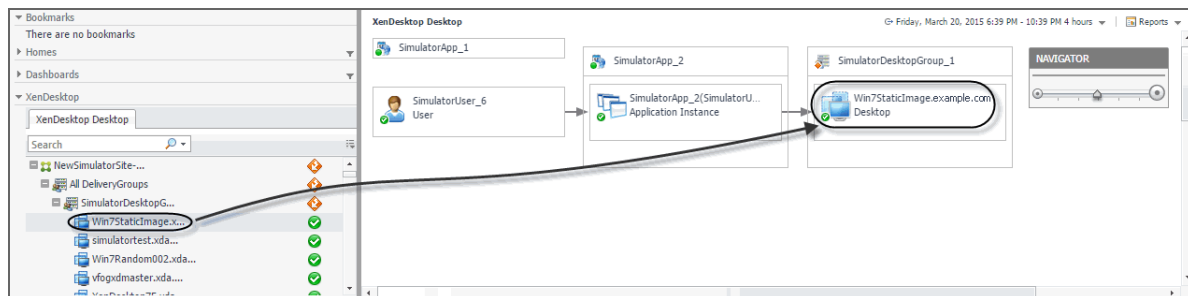 Bookmarks
There are no bookmarks
Homes
Dashboards
XenDesktop
XenDesktop Desktop
Search
NewSimulatorSite-...
All DeliveryGroups
SimulatorDesktopG...
Win7StaticImage.x...
simulatortest.xda...
Win7Random002.xda...
vfogxdmaster.xda....
XenDesktop Desktop
Friday, March 20, 2015 6:39 PM - 10:39 PM 4 hours
Reports
SimulatorApp_1
SimulatorUser_6
User
SimulatorApp_2
SimulatorApp_2(SimulatorU...
Application Instance
SimulatorDesktopGroup_1
Win7StaticImage.example.com
Desktop
NAVIGATOR